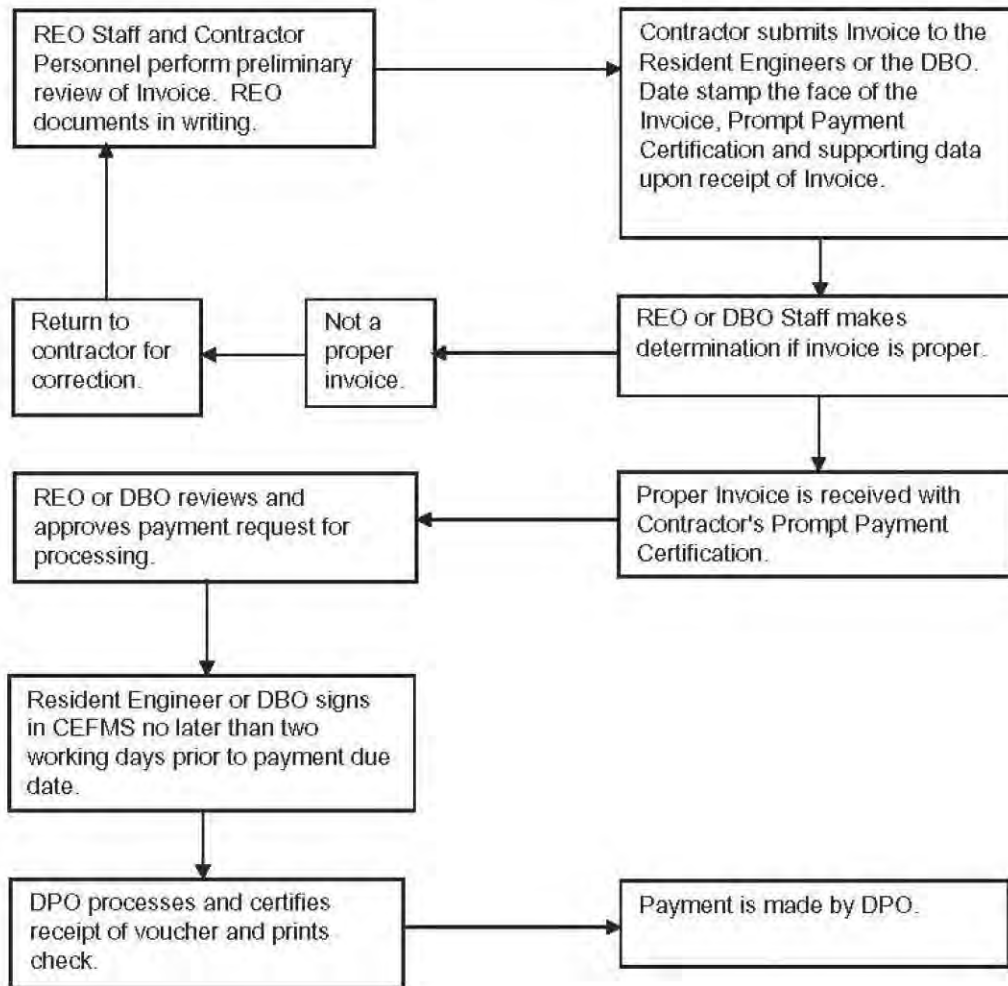 REO Staff and Contractor
Personnel perform preliminary
review of Invoice. REO
documents in writing.
Contractor submits Invoice to the
Resident Engineers or the DBO.
Date stamp the face of the
Invoice, Prompt Payment
Certification and supporting data
upon receipt of Invoice.
Return to
contractor for
correction.
Not a
proper
invoice.
REO or DBO Staff makes
determination if invoice is proper.
REO or DBO reviews and
approves payment request for
processing.
Proper Invoice is received with
Contractor's Prompt Payment
Certification.
Resident Engineer or DBO signs
in CEFMS no later than two
working days prior to payment due
date.
DPO processes and certifies
receipt of voucher and prints
check.
Payment is made by DPO.